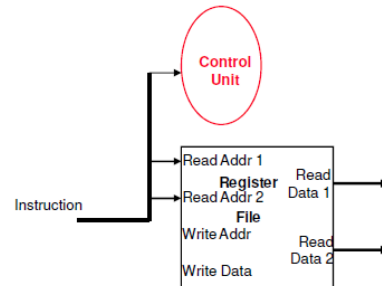 Control
Unit
Instruction
Read Addr 1
Register
Read Addr 2
File
Write Addr
Write Data
Read
Data 1
Read
Data 2